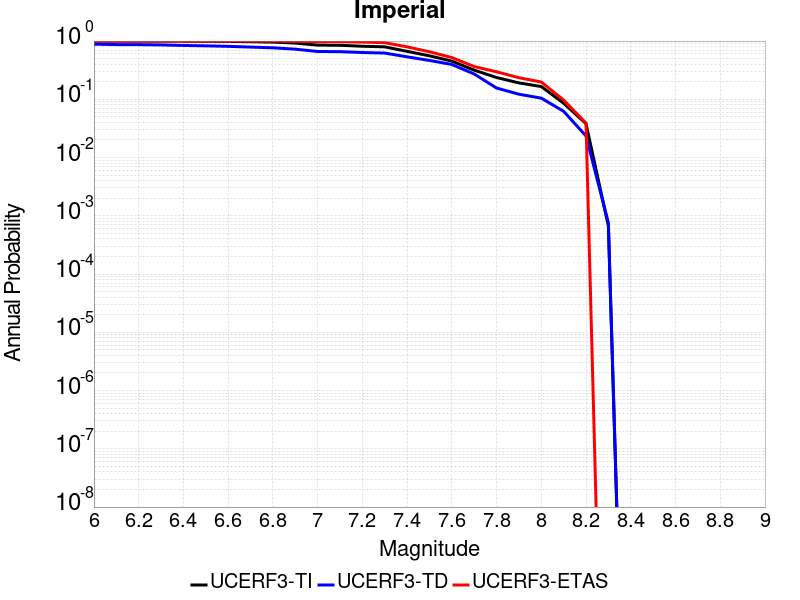 Imperial
10^0
10^-1
10^-2
10^-3
10^-4
10^-5
10^-6
10^-7
10^-8
Annual Probability
6 6.2 6.4 6.6 6.8 7 7.2 7.4 7.6 7.8 8 8.2 8.4 8.6 8.8 9
Magnitude
UCERF3-TI UCERF3-TD UCERF3-ETAS